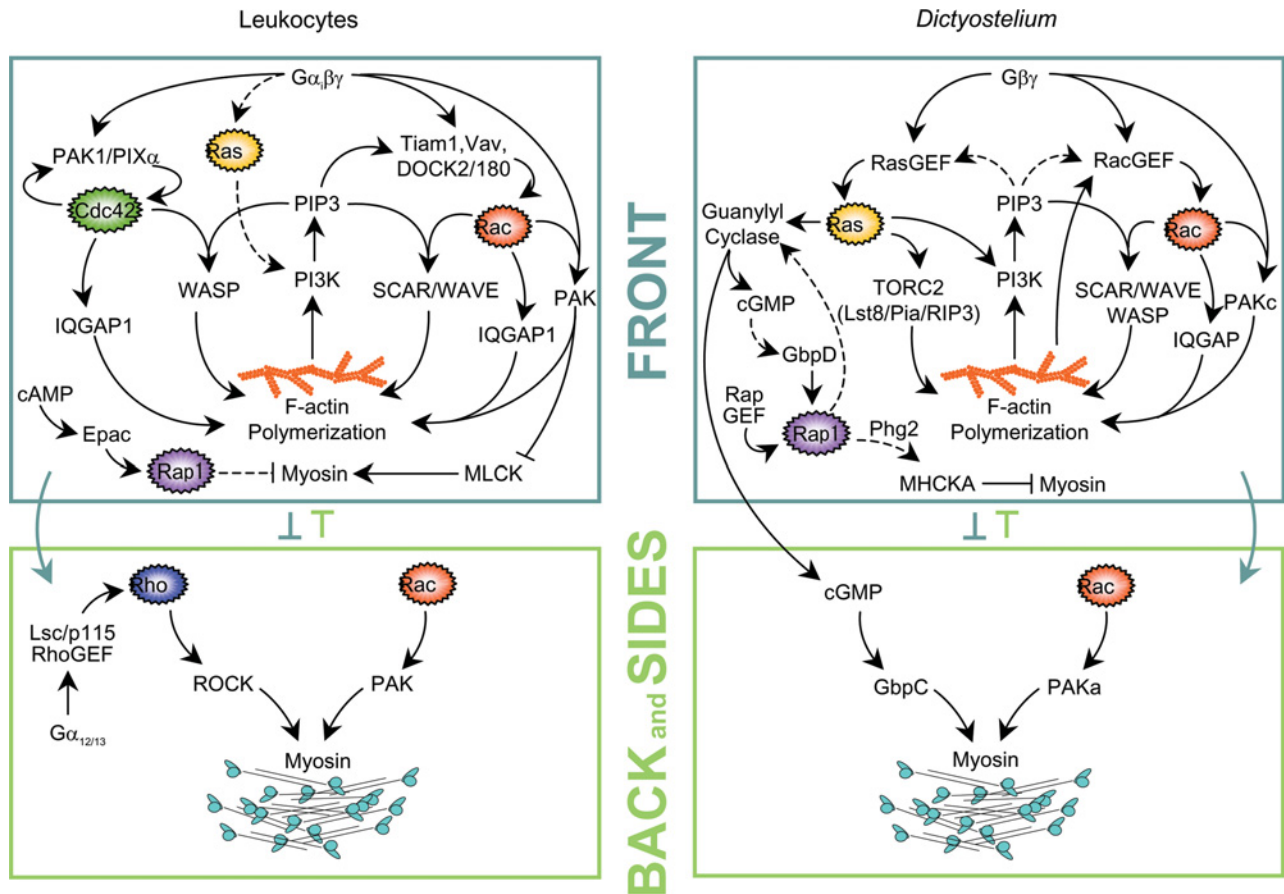 Leukocytes
Dictyostelium
FRONT
BACK and SIDES
Gαiβγ
Ras
PAK1/PIXα
Tiam1,Vav,
DOCK2/180
Cdc42
PIP3
Rac
WASP
PI3K
SCAR/WAVE
PAK
IQGAP1
IQGAP1
cAMP
F-actin
Polymerization
Epac
Rap1
Myosin
MLCK
Gβγ
RasGEF
RacGEF
Guanylyl
Cyclase
Ras
PIP3
Rac
cGMP
TORC2
(Lst8/Pia/RIP3)
PI3K
SCAR/WAVE
WASP
PAKc
IQGAP
GbpD
Rap
GEF
Rap1
Phg2
F-actin
Polymerization
MHCKA
Myosin
Rho
Rac
Lsc/p115
RhoGEF
ROCK
PAK
Gα12/13
Myosin
cGMP
Rac
GbpC
PAKa
Myosin